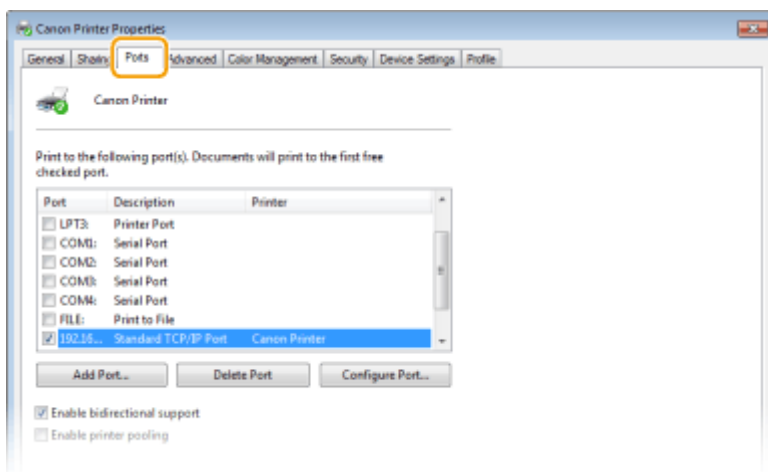 Canon Printer Properties
General Sharing Ports Advanced Color Management Security Device Settings Profile
Canon Printer
Print to the following port(s). Documents will print to the first free
checked port.
Port Description Printer
LPT3: Printer Port
COM1: Serial Port
COM2: Serial Port
COM3: Serial Port
COM4: Serial Port
FILE: Print to File
192.16... Standard TCP/IP Port Canon Printer
Add Port... Delete Port Configure Port...
Enable bidirectional support
Enable printer pooling